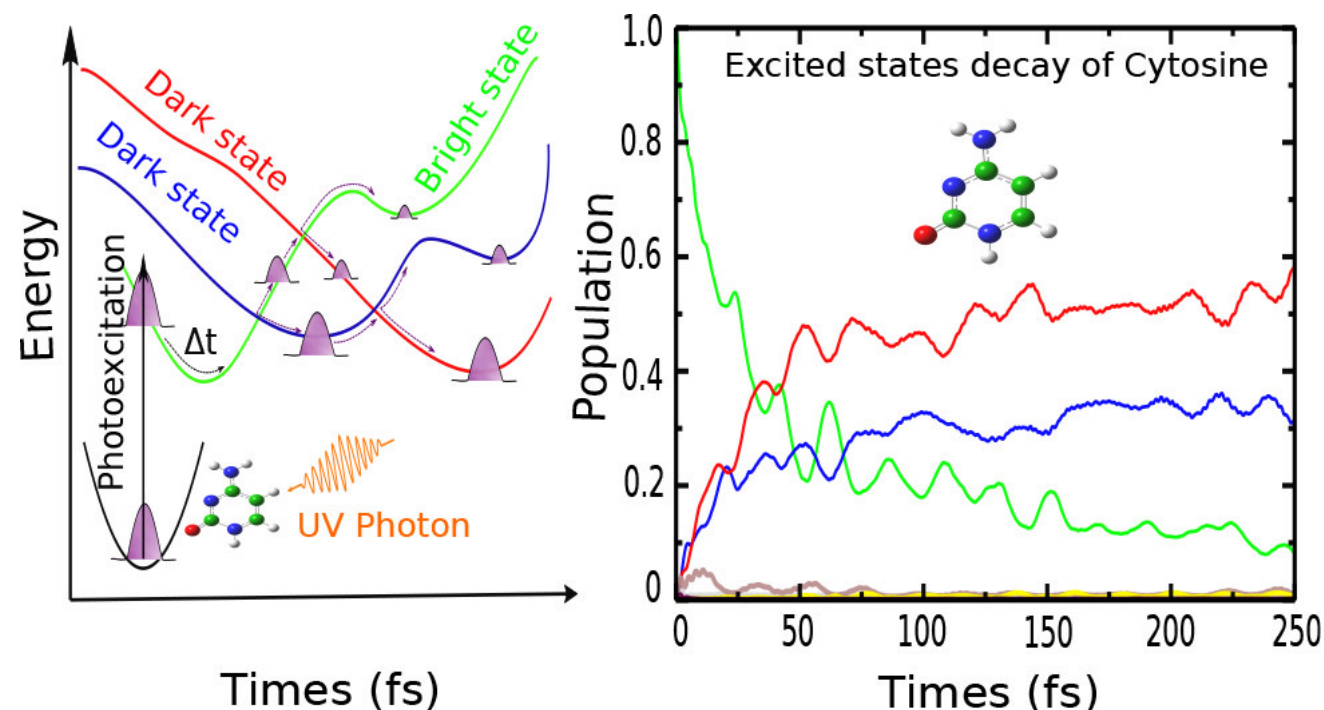 Energy
Dark state
Dark state
Bright state
Photoexcitation
Δt
UV Photon
Times (fs)
Excited states decay of Cytosine
Population
1.0
0.8
0.6
0.4
0.2
0
0 50 100 150 200 250
Times (fs)